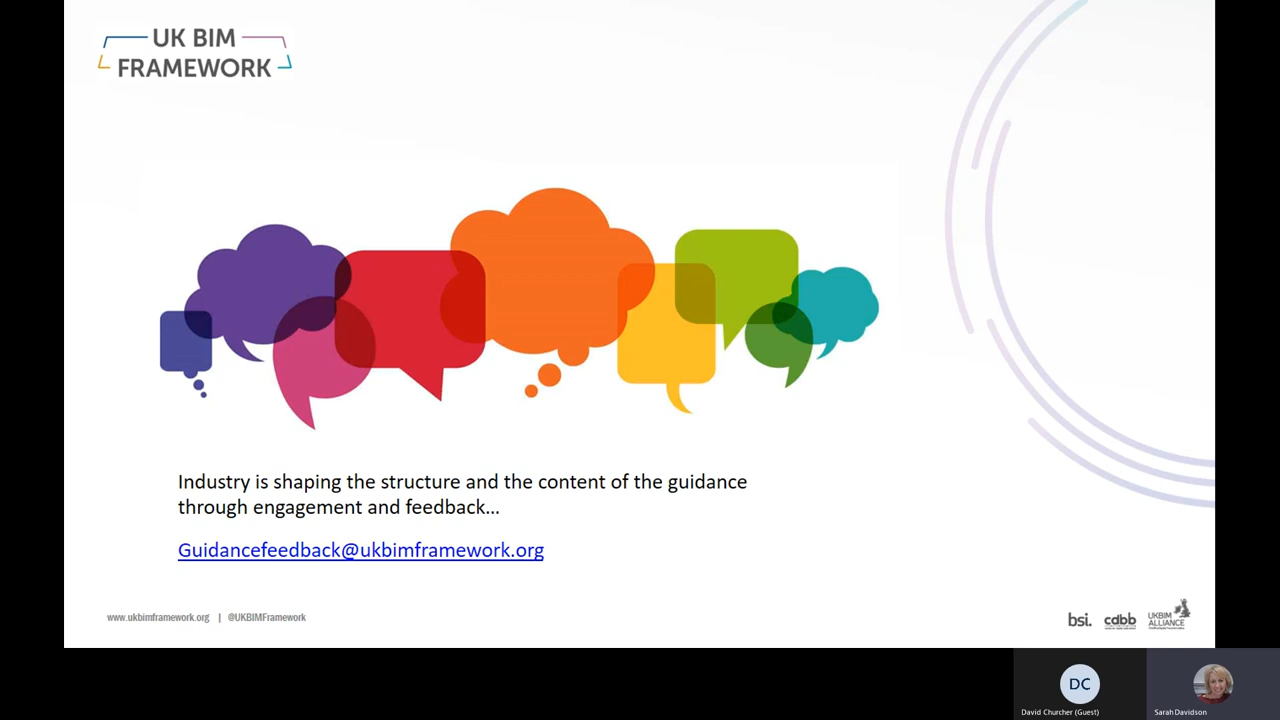 UK BIM
FRAMEWORK
Industry is shaping the structure and the content of the guidance
through engagement and feedback...
Guidancefeedback@ukbimframework.org
www.ukbimframework.org | @UKBIMFramework
bsi.
cdbb
UKBIM
ALLIANCE
DC
David Churcher (Guest)
Sarah Davidson